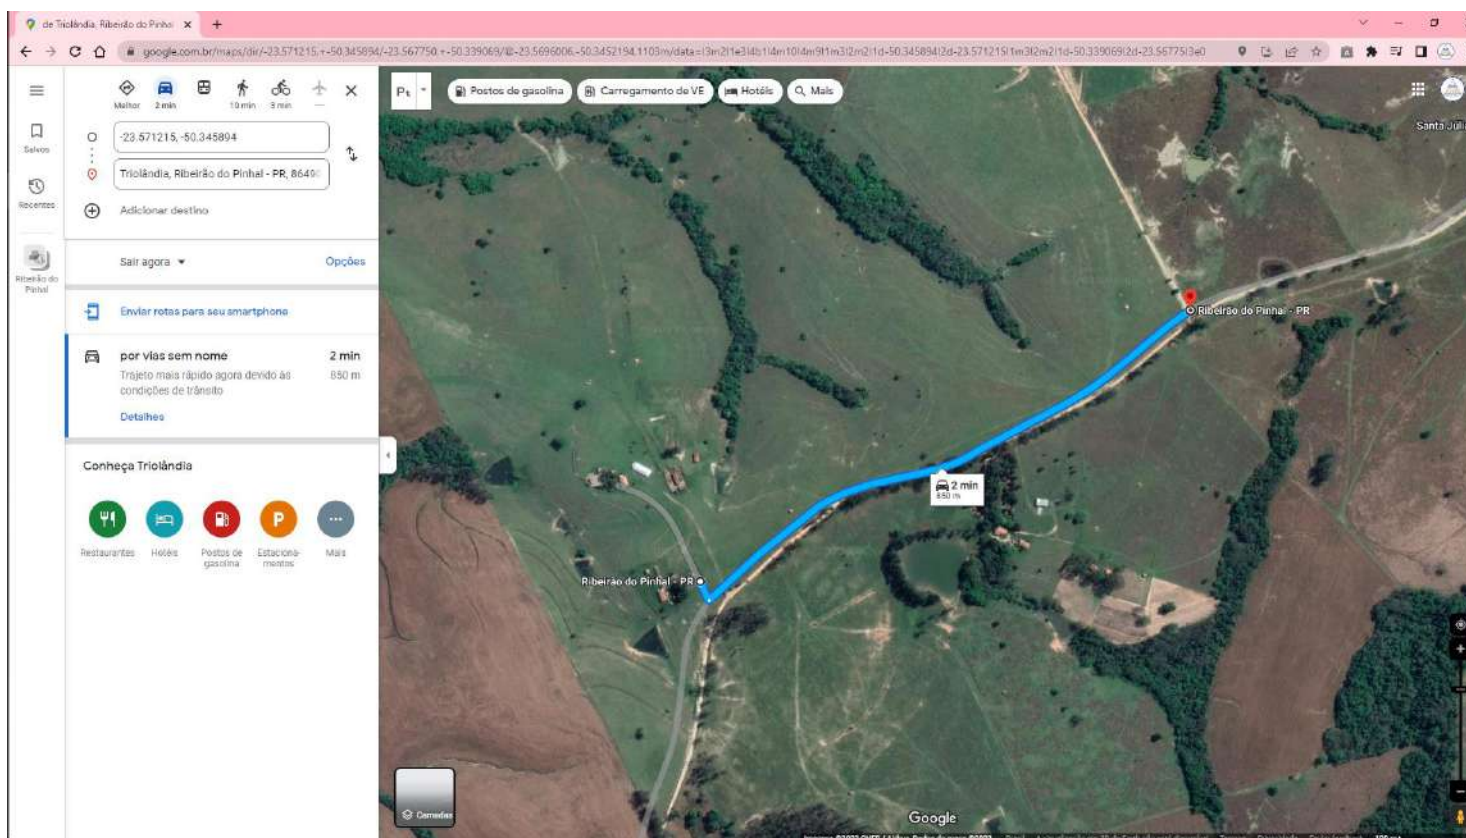 de Triolândia, Ribeirão do Pinhal
google.com.br/maps/dir/-23.571215,+-50.345894/-23.567750,+-50.339069/@-23.5696006,-50.3452194,1103m/data=!3m2!1e3!4b1!4m10!4m9!1m3!2m2!1d-50.345894!2d-23.571215!1m3!2m2!1d-50.339069!2d-23.56775!3e0
Melhor
2 min
19 min
3 min
—
Salvos
Recentes
Ribeirão do
Pinhal
-23.571215, -50.345894
Triolândia, Ribeirão do Pinhal - PR, 8649
Adicionar destino
Sair agora
Opções
Enviar rotas para seu smartphone
por vias sem nome
2 min
Trajeto mais rápido agora devido às
850 m
condições de trânsito
Detalhes
Conheça Triolândia
Restaurantes
Hotéis
Postos de
gasolina
Estaciona-
mentos
Mais
Postos de gasolina
Carregamento de VE
Hotéis
Mais
Santa Júli
Ribeirão do Pinhal - PR
2 min
850 m
Ribeirão do Pinhal - PR
Camadas
Google